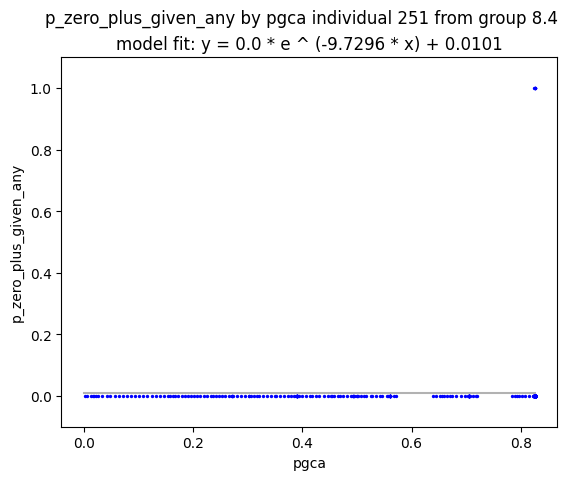 p_zero_plus_given_any by pgca individual 251 from group 8.4
model fit: y = 0.0 * e ^ (-9.7296 * x) + 0.0101
1.0
0.8
0.6
0.4
0.2
0.0
p_zero_plus_given_any
0.0 0.2 0.4 0.6 0.8
pgca